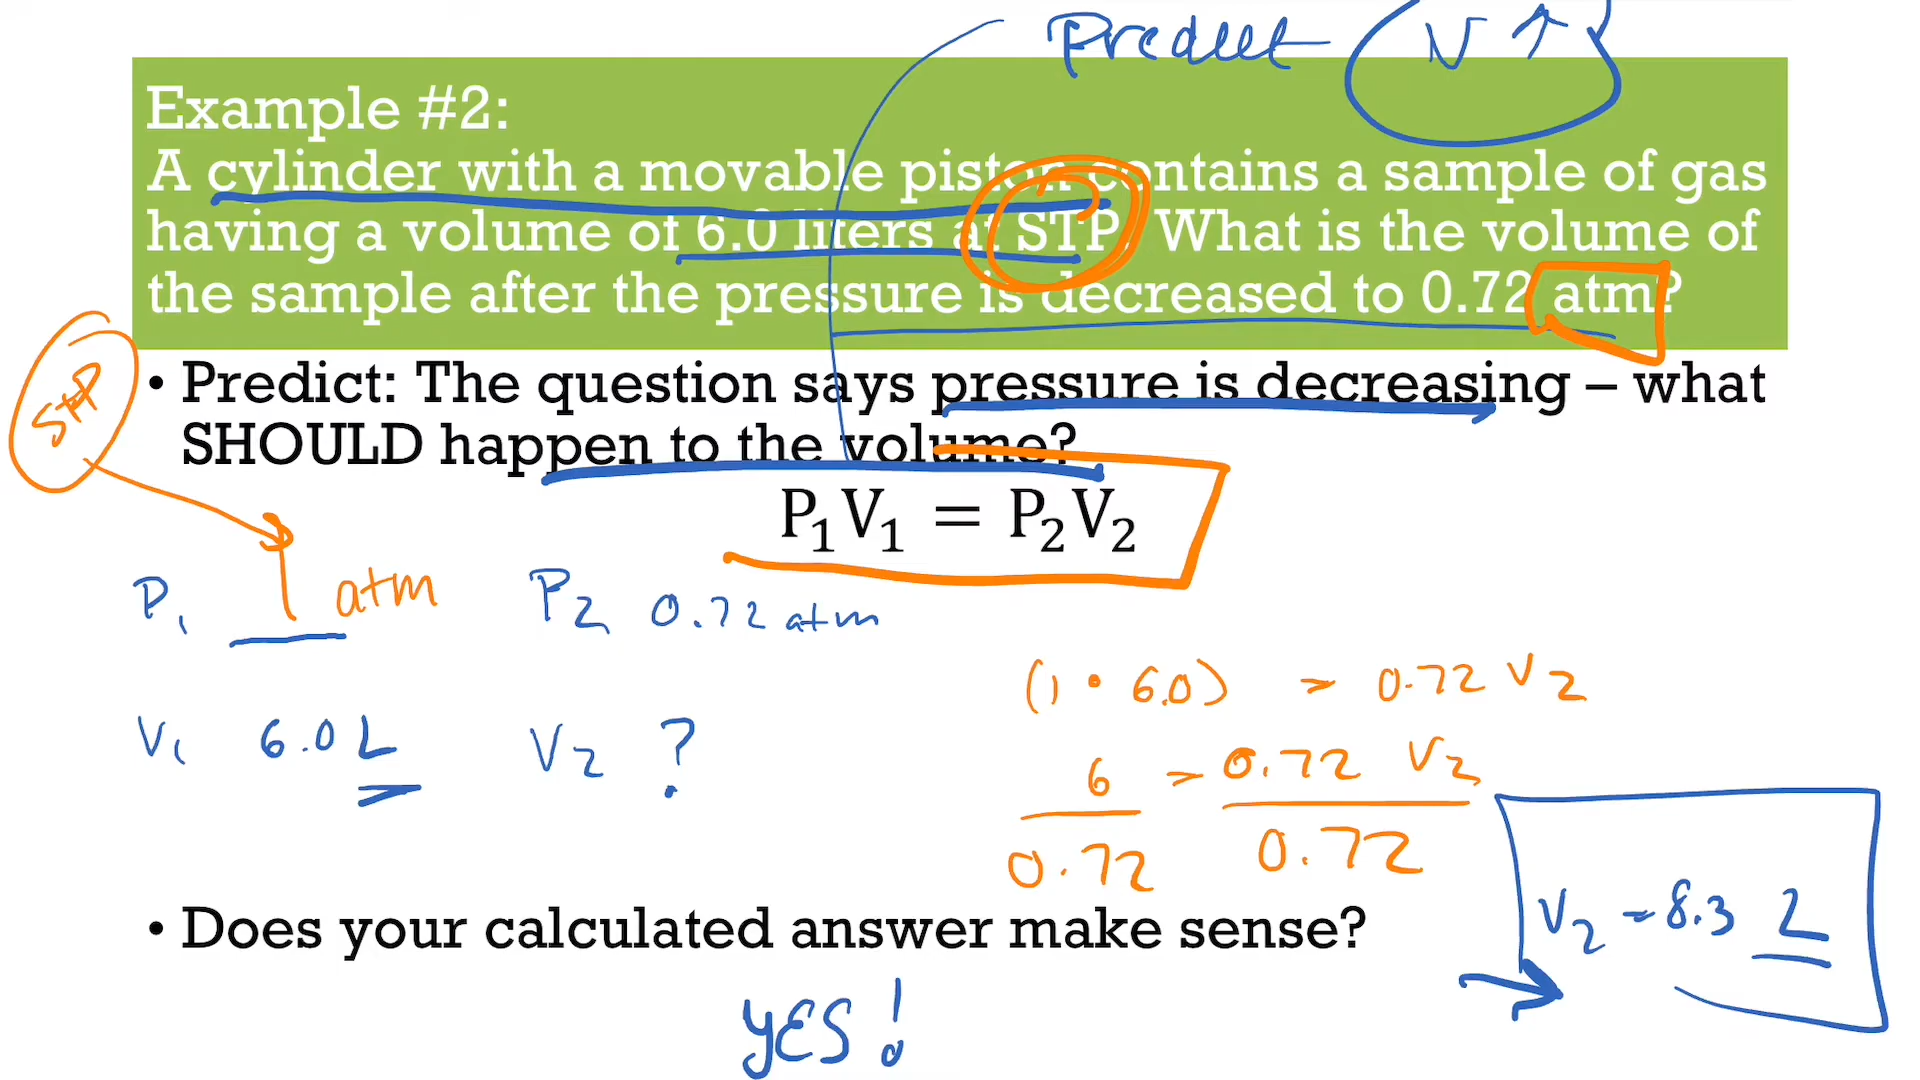 Predict V ↑
Example #2:
A cylinder with a movable piston contains a sample of gas
having a volume of 6.0 liters at STP. What is the volume of
the sample after the pressure is decreased to 0.72 atm?
STP
• Predict: The question says pressure is decreasing – what
SHOULD happen to the volume?
P₁V₁ = P₂V₂
P₁ 1 atm P₂ 0.72 atm
(1 • 6.0) = 0.72 V₂
V₁ 6.0 L V₂ ?
6 = 0.72 V₂
0.72 0.72
• Does your calculated answer make sense?
V₂ = 8.3 L
YES!